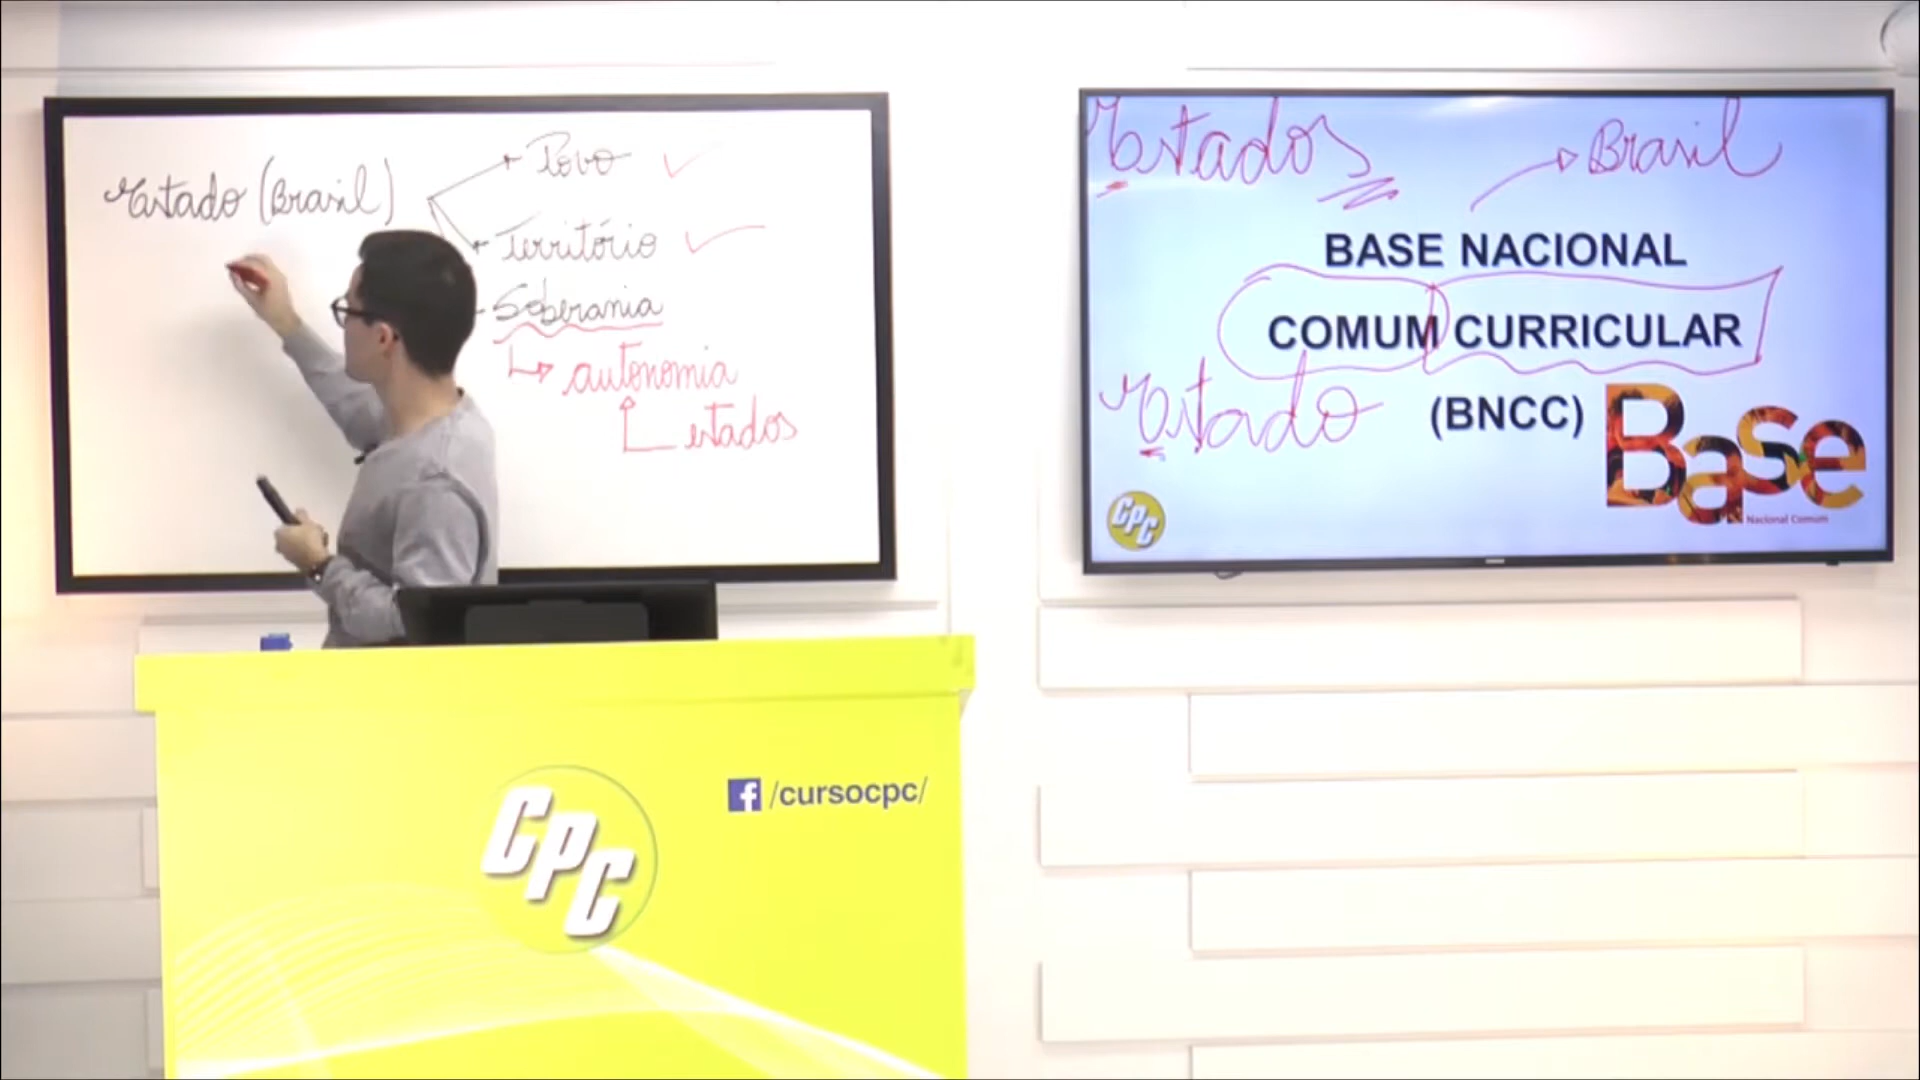 Estado (Brasil)
Povo
Território
Soberania
autonomia
estados
Estados
Brasil
BASE NACIONAL
COMUM CURRICULAR
Estado
(BNCC)
Base
Nacional Comum
CPC
/cursocpc/
CPC